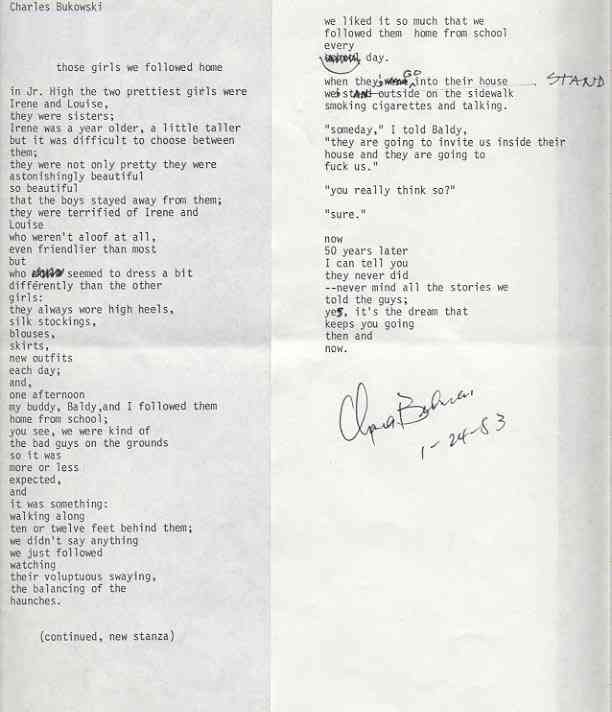 Charles Bukowski
those girls we followed home
in Jr. High the two prettiest girls were
Irene and Louise,
they were sisters;
Irene was a year older, a little taller
but it was difficult to choose between
them;
they were not only pretty they were
astonishingly beautiful
so beautiful
that the boys stayed away from them;
they were terrified of Irene and
Louise
who weren't aloof at all,
even friendlier than most
but
who seemed to dress a bit
differently than the other
girls:
they always wore high heels,
silk stockings,
blouses,
skirts,
new outfits
each day;
and,
one afternoon
my buddy, Baldy,and I followed them
home from school;
you see, we were kind of
the bad guys on the grounds
so it was
more or less
expected,
and
it was something:
walking along
ten or twelve feet behind them;
we didn't say anything
we just followed
watching
their voluptuous swaying,
the balancing of the
haunches.
(continued, new stanza)
we liked it so much that we
followed them home from school
every
day.
when they GO into their house
we STAND outside on the sidewalk
smoking cigarettes and talking.
"someday," I told Baldy,
"they are going to invite us inside their
house and they are going to
fuck us."
"you really think so?"
"sure."
now
50 years later
I can tell you
they never did
--never mind all the stories we
told the guys;
yes, it's the dream that
keeps you going
then and
now.
1-24-83